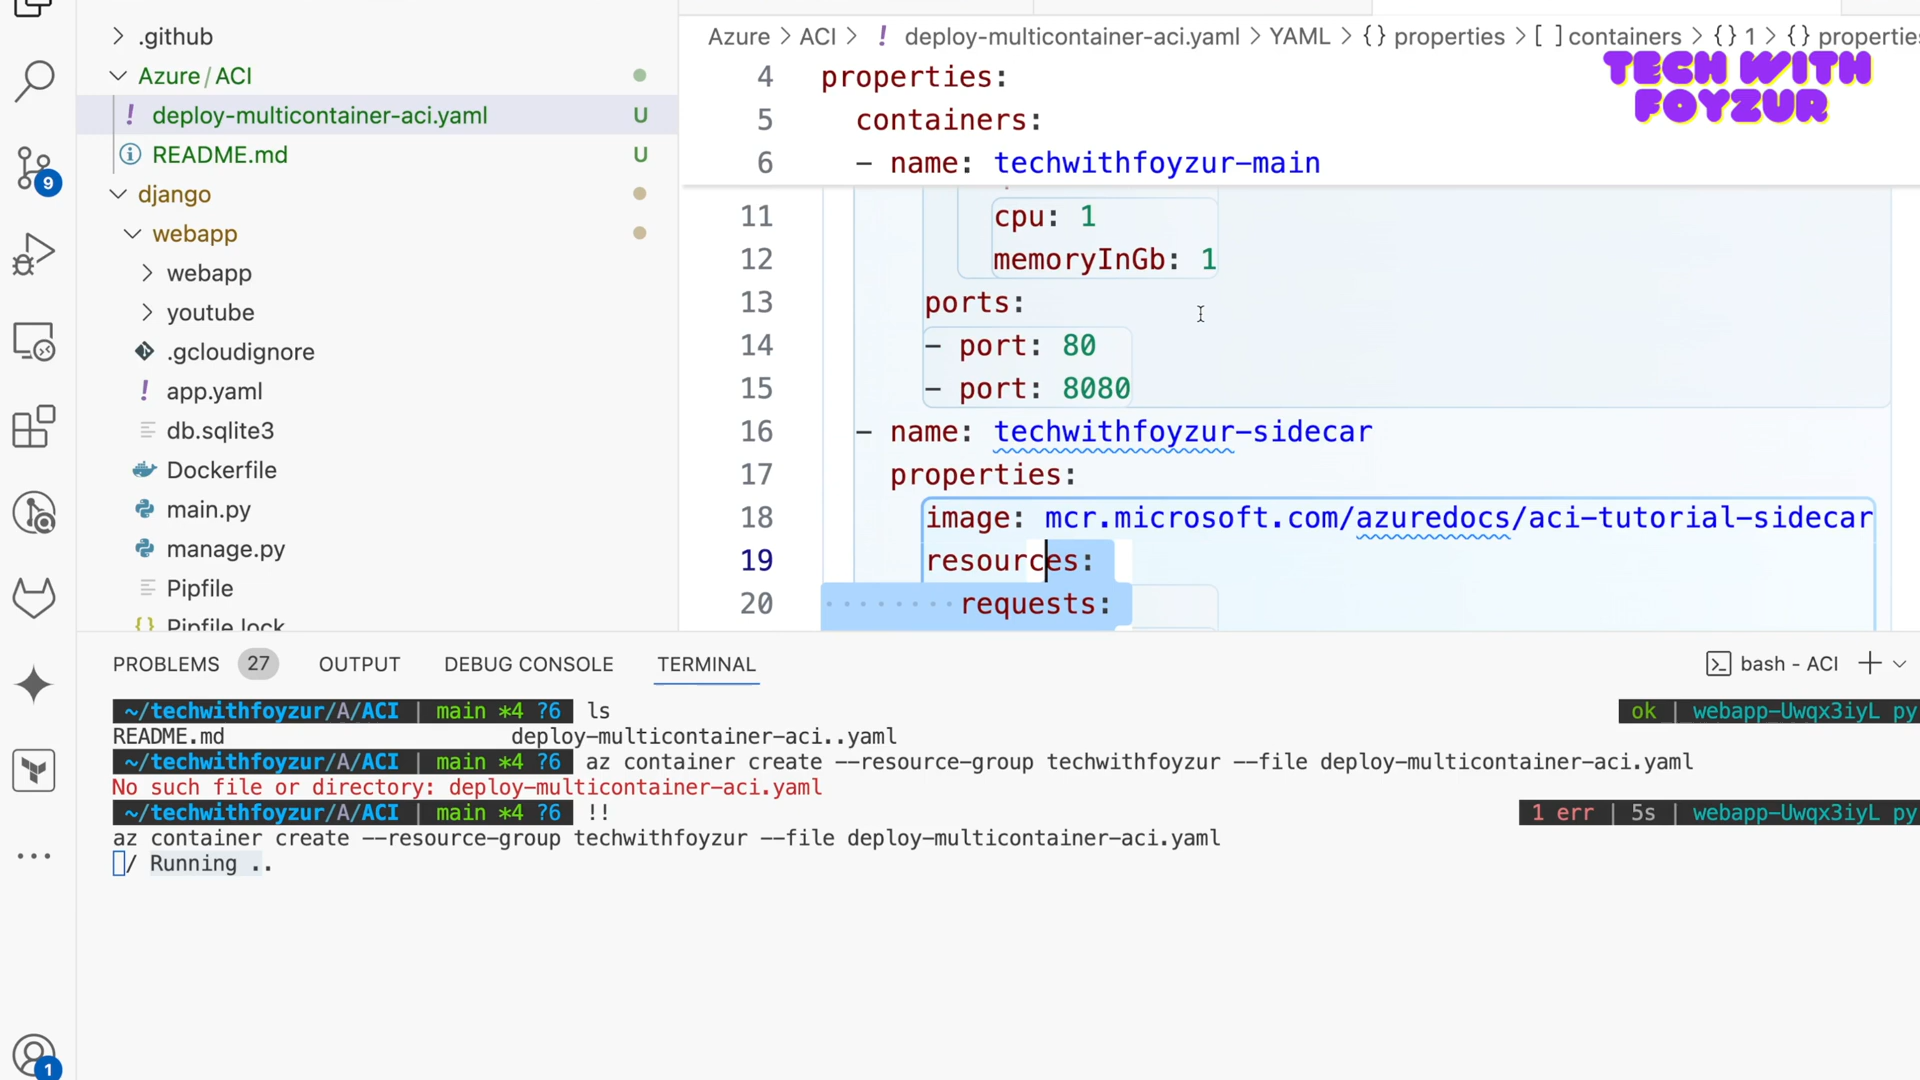 .github
Azure / ACI
deploy-multicontainer-aci.yaml U
README.md U
django
webapp
webapp
youtube
.gcloudignore
app.yaml
db.sqlite3
Dockerfile
main.py
manage.py
Pipfile
Pipfile.lock
9
1
Azure > ACI > ! deploy-multicontainer-aci.yaml > YAML > {} properties > [ ] containers > {} 1 > {} properties
TECH WITH
FOYZUR
4 properties:
5 containers:
6 - name: techwithfoyzur-main
11 cpu: 1
12 memoryInGb: 1
13 ports:
14 - port: 80
15 - port: 8080
16 - name: techwithfoyzur-sidecar
17 properties:
18 image: mcr.microsoft.com/azuredocs/aci-tutorial-sidecar
19 resources:
20 requests:
PROBLEMS 27 OUTPUT DEBUG CONSOLE TERMINAL bash - ACI
~/techwithfoyzur/A/ACI | main *4 ?6 ls ok | webapp-Uwqx3iyL py
README.md deploy-multicontainer-aci..yaml
~/techwithfoyzur/A/ACI | main *4 ?6 az container create --resource-group techwithfoyzur --file deploy-multicontainer-aci.yaml
No such file or directory: deploy-multicontainer-aci.yaml
~/techwithfoyzur/A/ACI | main *4 ?6 !! 1 err | 5s | webapp-Uwqx3iyL py
az container create --resource-group techwithfoyzur --file deploy-multicontainer-aci.yaml
/ Running ..